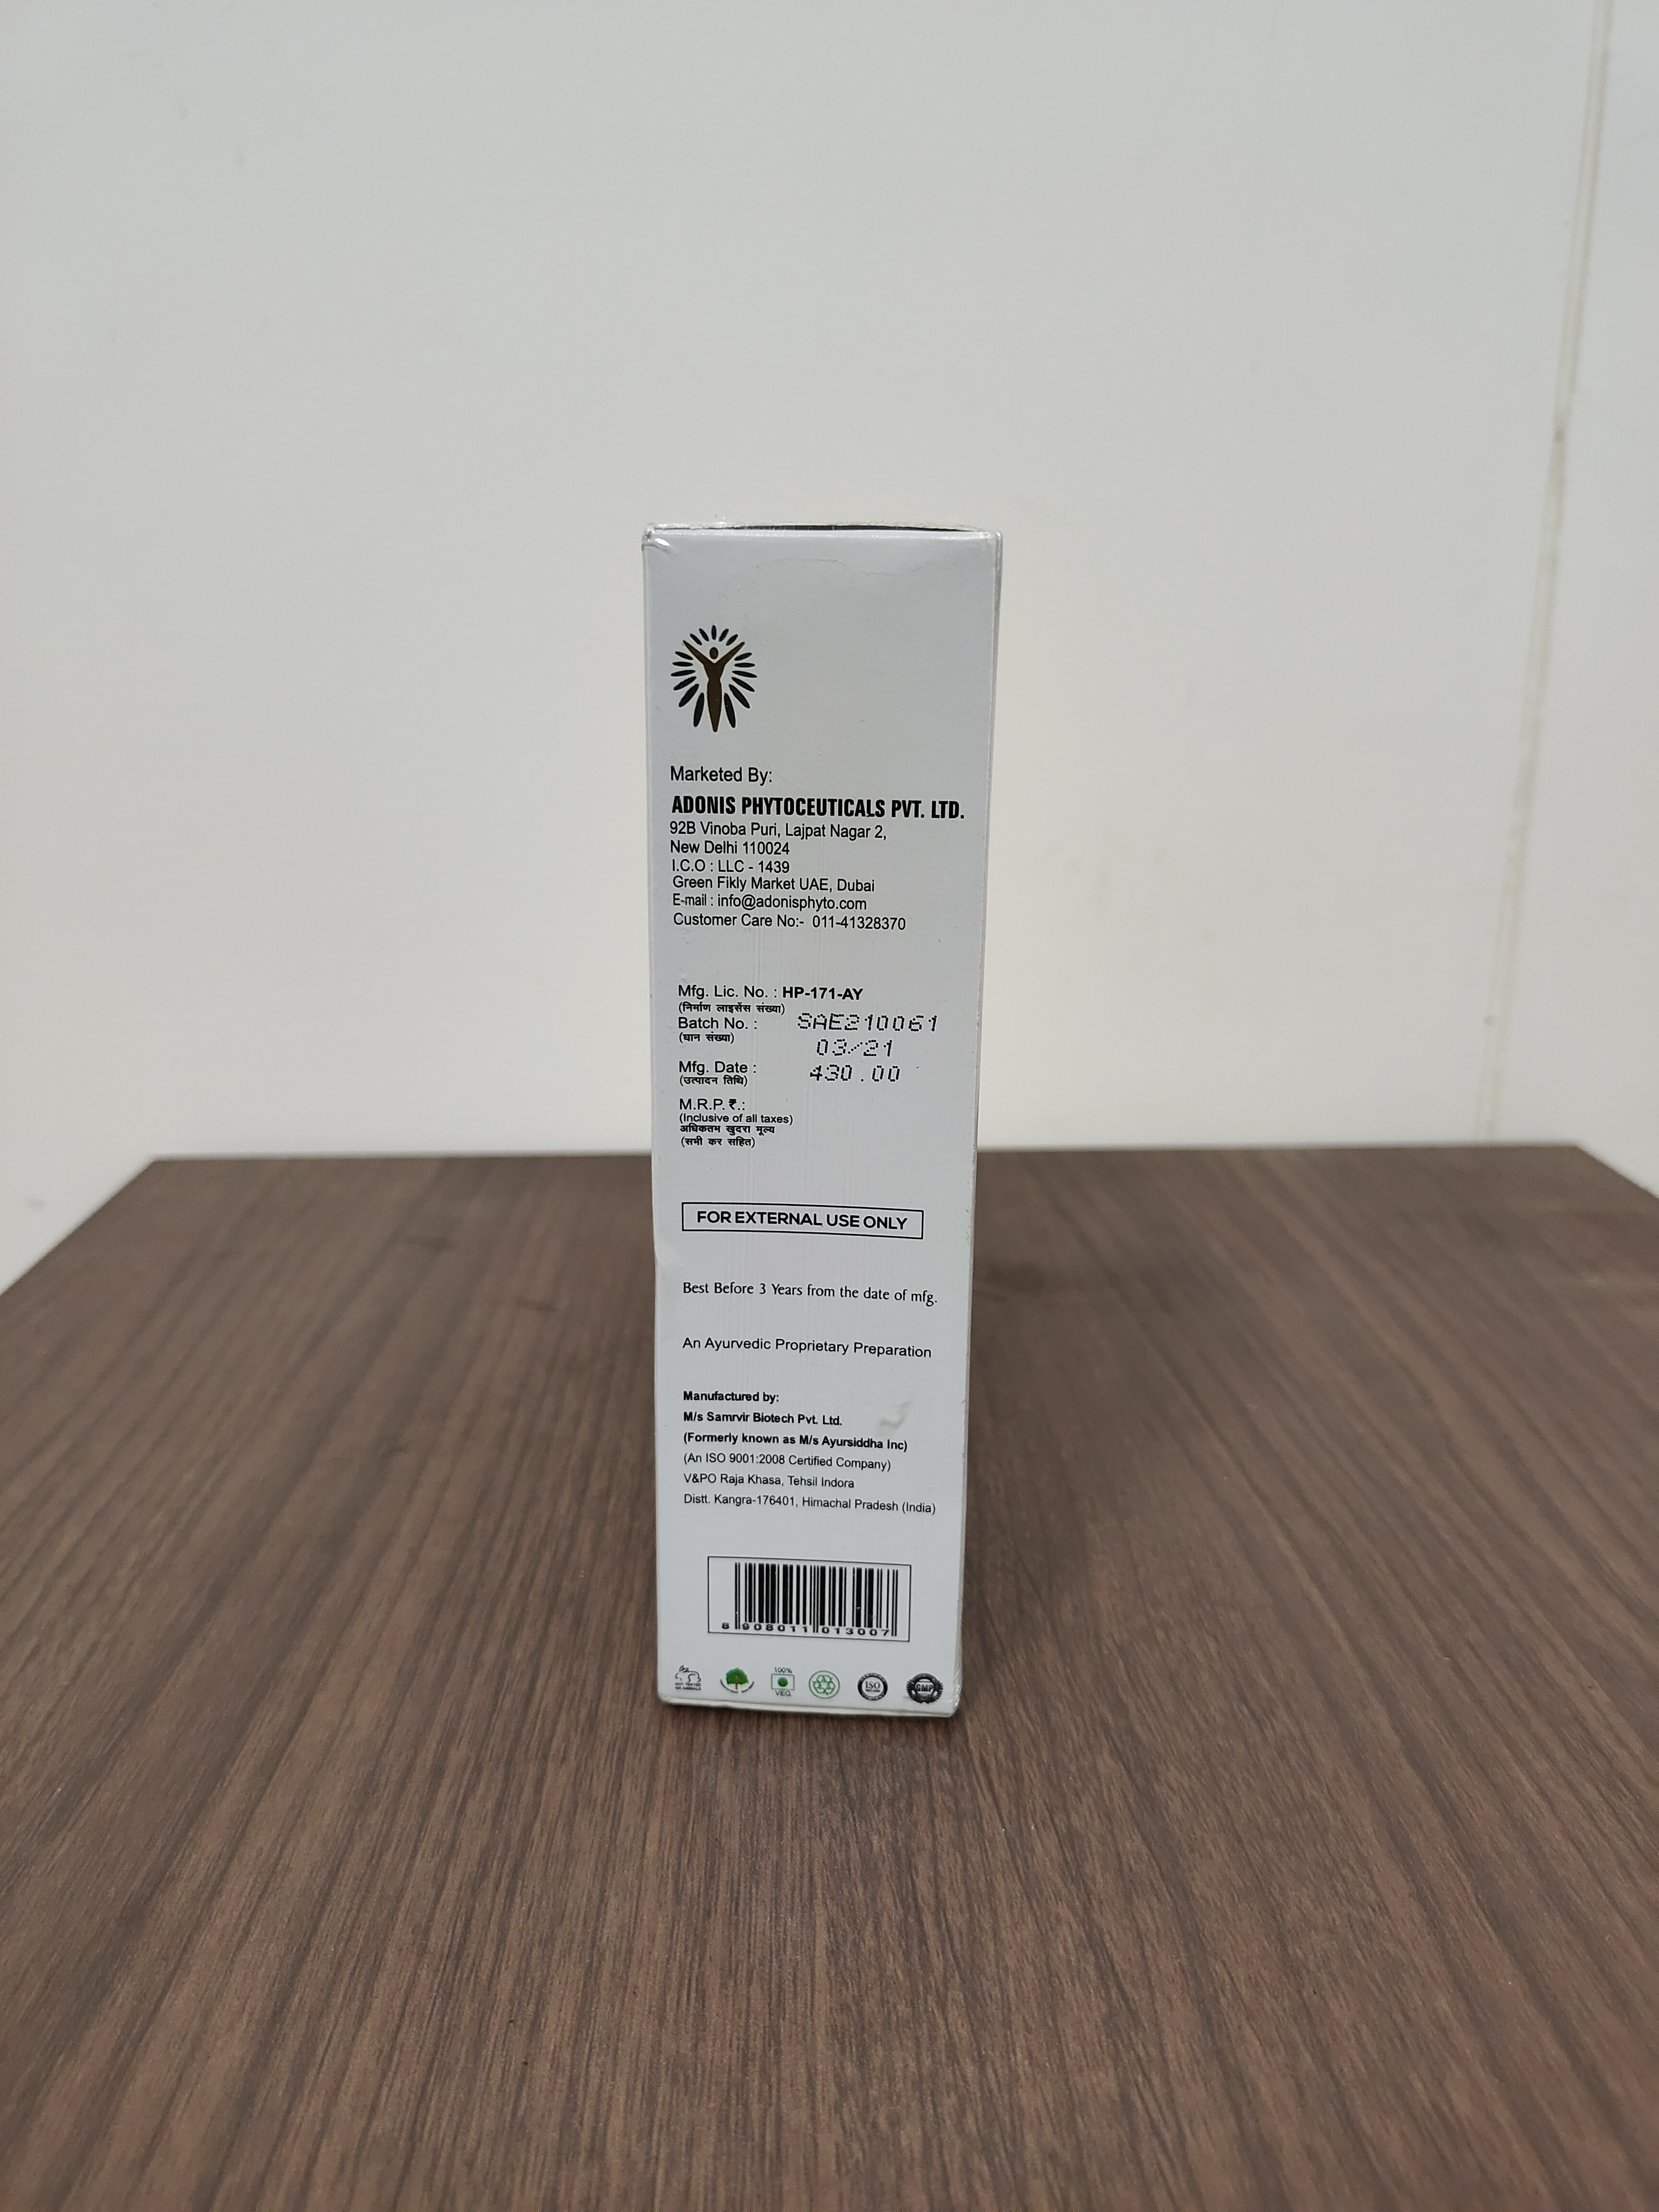 Marketed By:
ADONIS PHYTOCEUTICALS PVT. LTD.
92B Vinoba Puri, Lajpat Nagar 2,
New Delhi 110024
I.C.O : LLC - 1439
Green Fikly Market UAE, Dubai
E-mail : info@adonisphyto.com
Customer Care No:- 011-41328370
Mfg. Lic. No. : HP-171-AY
(निर्माण लाइसेंस संख्या)
Batch No. : SAE210061
(घान संख्या)
03/21
Mfg. Date : 430.00
(उत्पादन तिथि)
M.R.P. ₹.:
(Inclusive of all taxes)
अधिकतम खुदरा मूल्य
(सभी कर सहित)
FOR EXTERNAL USE ONLY
Best Before 3 Years from the date of mfg.
An Ayurvedic Proprietary Preparation
Manufactured by:
M/s Samrvir Biotech Pvt. Ltd.
(Formerly known as M/s Ayursiddha Inc)
(An ISO 9001:2008 Certified Company)
V&PO Raja Khasa, Tehsil Indora
Distt. Kangra-176401, Himachal Pradesh (India)
8 908011 013007
100%
VEG.
ISO
GMP